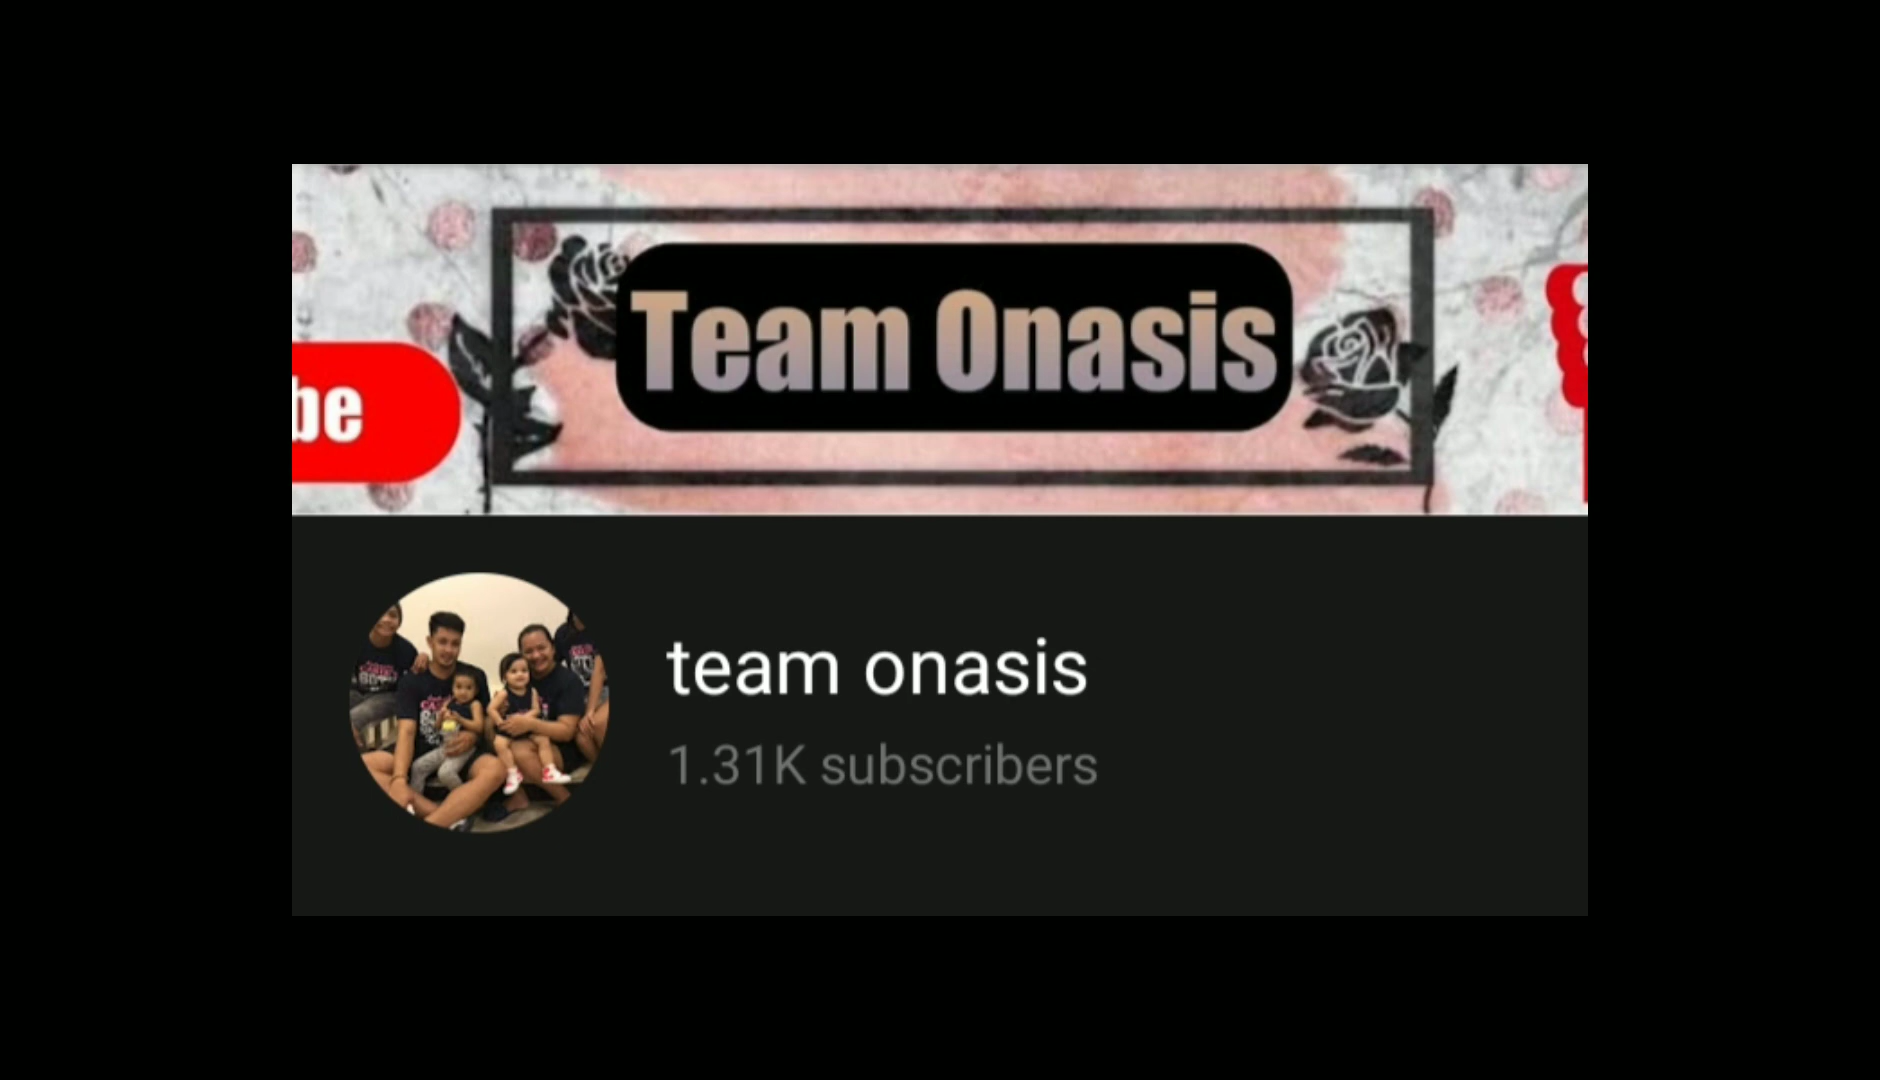 Team Onasis
be
team onasis
1.31K subscribers